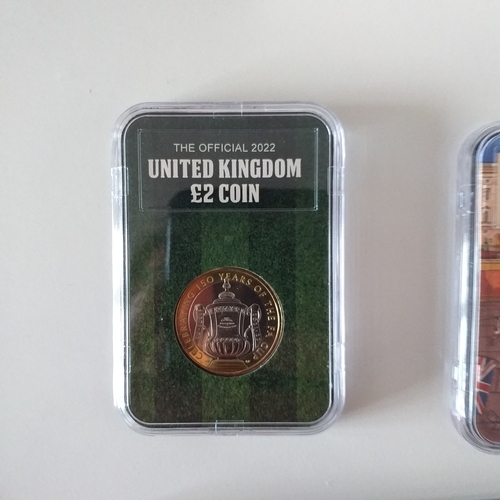 THE OFFICIAL 2022
UNITED KINGDOM
£2 COIN
CELEBRATING 150 YEARS OF THE FA CUP